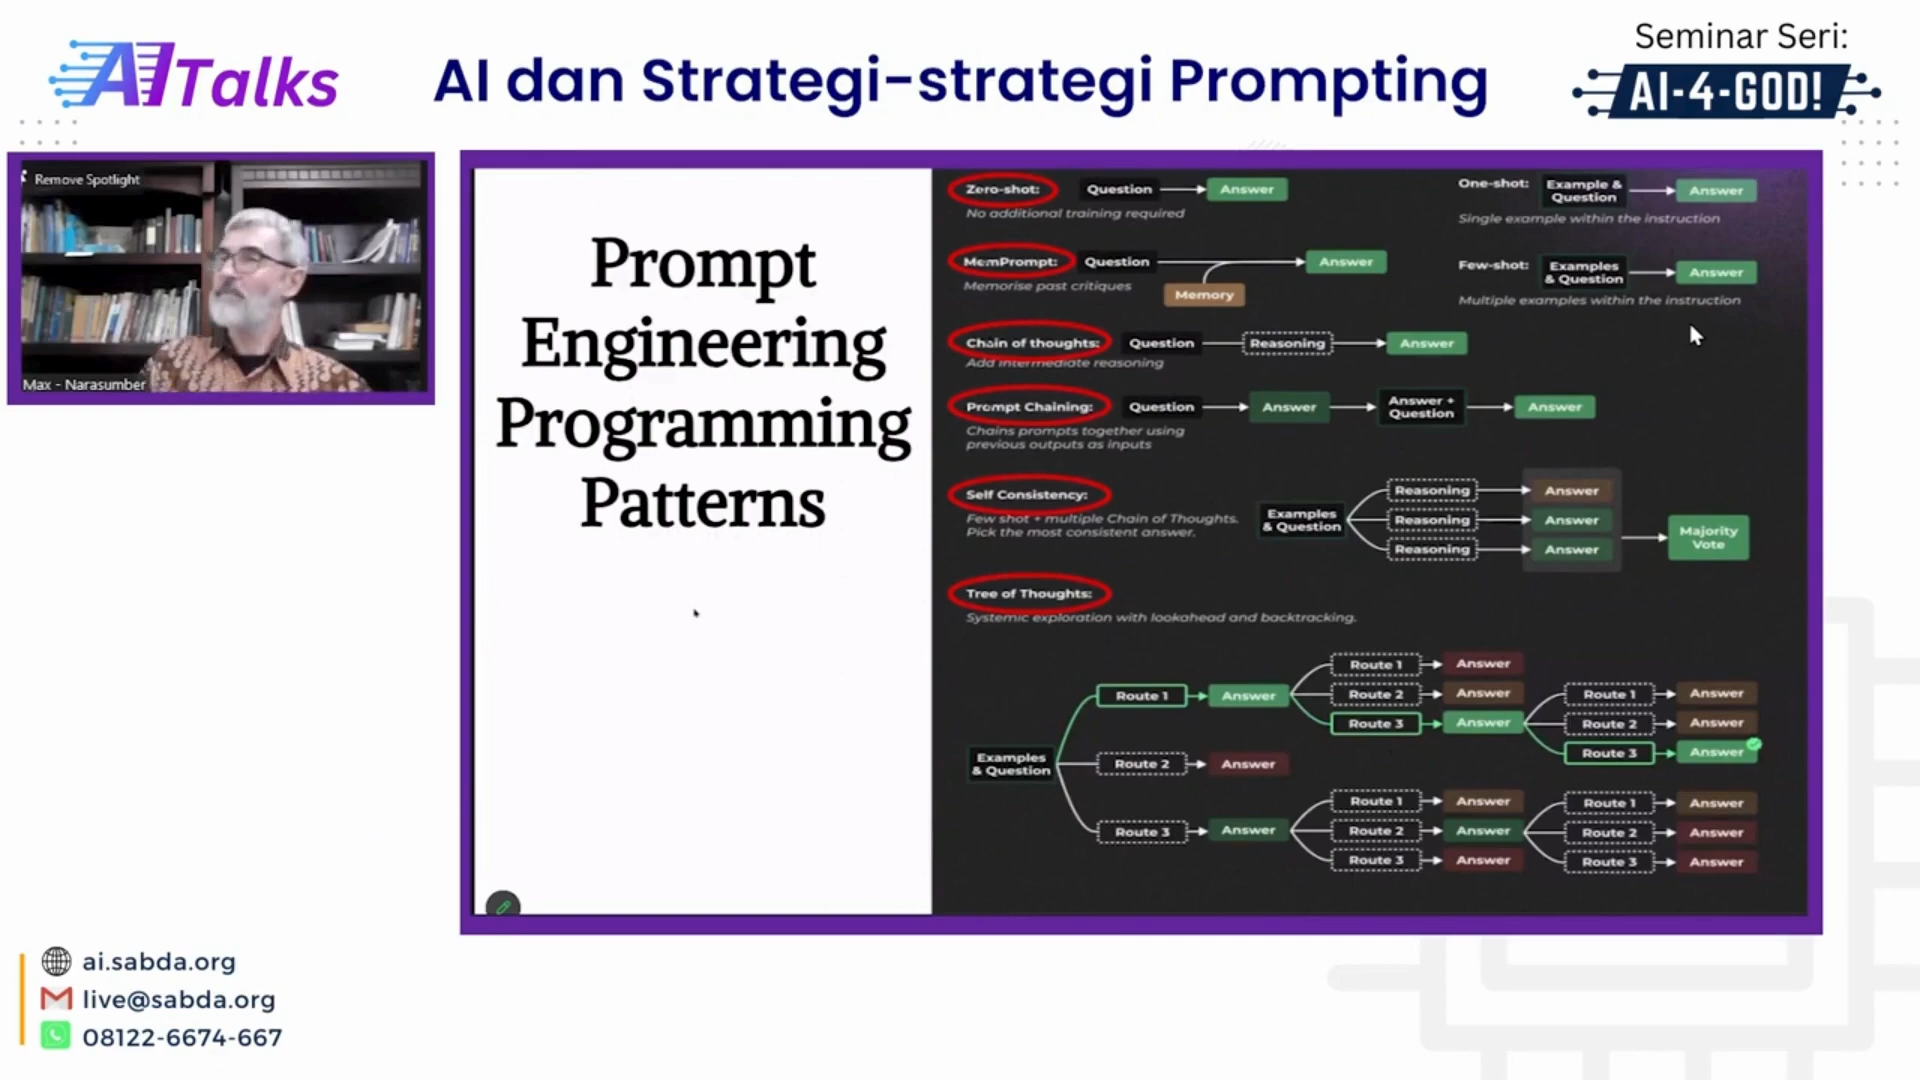 AI Talks
AI dan Strategi-strategi Prompting
Seminar Seri:
AI-4-GOD!
Remove Spotlight
Max - Narasumber
Prompt
Engineering
Programming
Patterns
Zero-shot:
Question
Answer
No additional training required
One-shot:
Example &
Question
Answer
Single example within the instruction
MemPrompt:
Question
Answer
Memorise past critiques
Memory
Few-shot:
Examples
& Question
Answer
Multiple examples within the instruction
Chain of thoughts:
Question
Reasoning
Answer
Add intermediate reasoning
Prompt Chaining:
Question
Answer
Answer +
Question
Answer
Chains prompts together using
previous outputs as inputs
Self Consistency:
Few shot + multiple Chain of Thoughts.
Pick the most consistent answer.
Examples
& Question
Reasoning
Answer
Reasoning
Answer
Reasoning
Answer
Majority
Vote
Tree of Thoughts:
Systemic exploration with lookahead and backtracking.
Examples
& Question
Route 1
Answer
Route 1
Answer
Route 2
Answer
Route 3
Answer
Route 1
Answer
Route 2
Answer
Route 3
Answer
Route 2
Answer
Route 3
Answer
Route 1
Answer
Route 2
Answer
Route 3
Answer
Route 1
Answer
Route 2
Answer
Route 3
Answer
ai.sabda.org
live@sabda.org
08122-6674-667